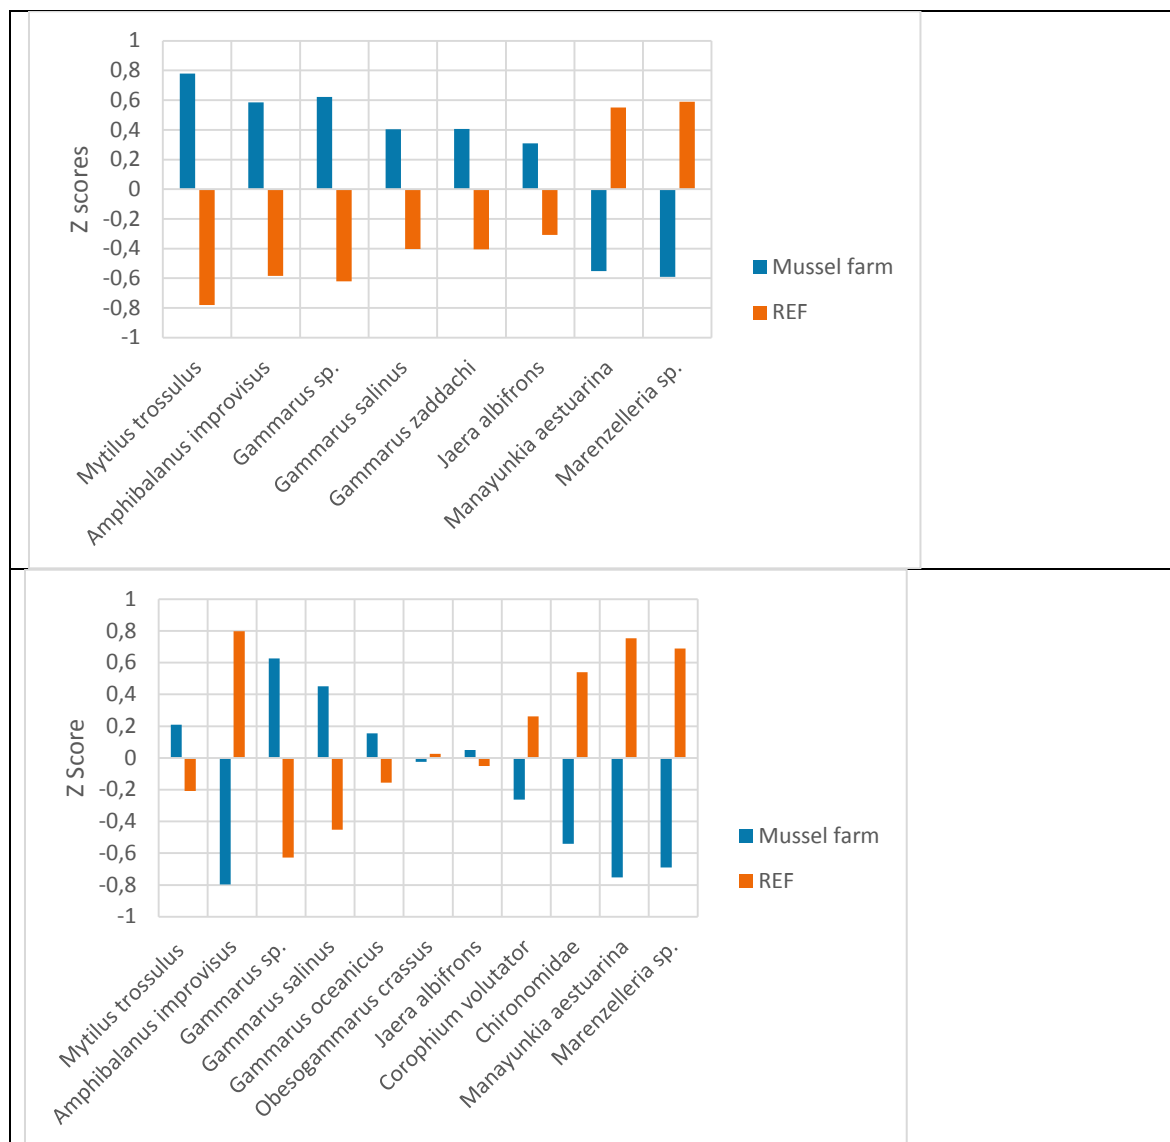 1
0,8
0,6
0,4
0,2
0
-0,2
-0,4
-0,6
-0,8
-1
Z scores
Mytilus trossulus
Amphibalanus improvisus
Gammarus sp.
Gammarus salinus
Gammarus zaddachi
Jaera albifrons
Manayunkia aestuarina
Marenzelleria sp.
Mussel farm
REF
1
0,8
0,6
0,4
0,2
0
-0,2
-0,4
-0,6
-0,8
-1
Z Score
Mytilus trossulus
Amphibalanus improvisus
Gammarus sp.
Gammarus salinus
Gammarus oceanicus
Obesogammarus crassus
Jaera albifrons
Corophium volutator
Chironomidae
Manayunkia aestuarina
Marenzelleria sp.
Mussel farm
REF